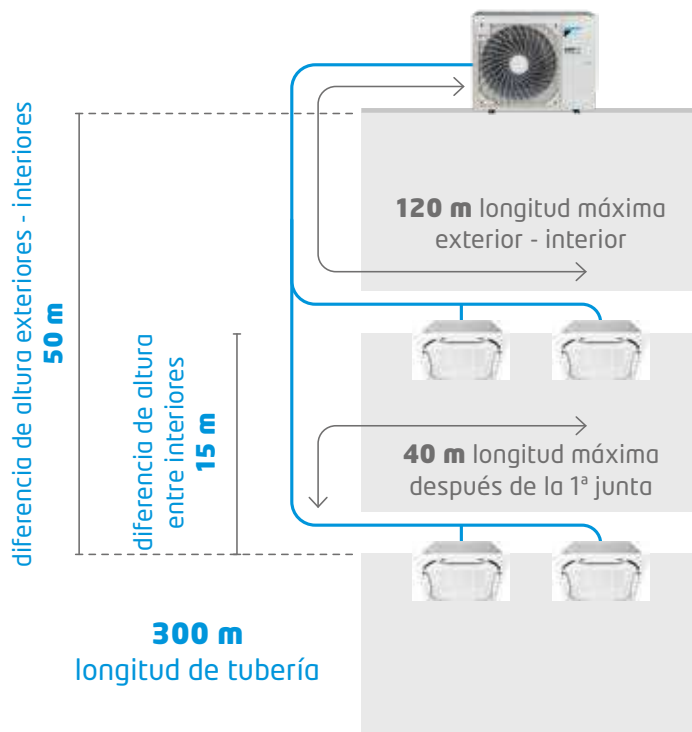 120 m longitud máxima
exterior - interior
diferencia de altura exteriores - interiores
50 m
diferencia de altura
entre interiores
15 m
40 m longitud máxima
después de la 1ª junta
300 m
longitud de tubería